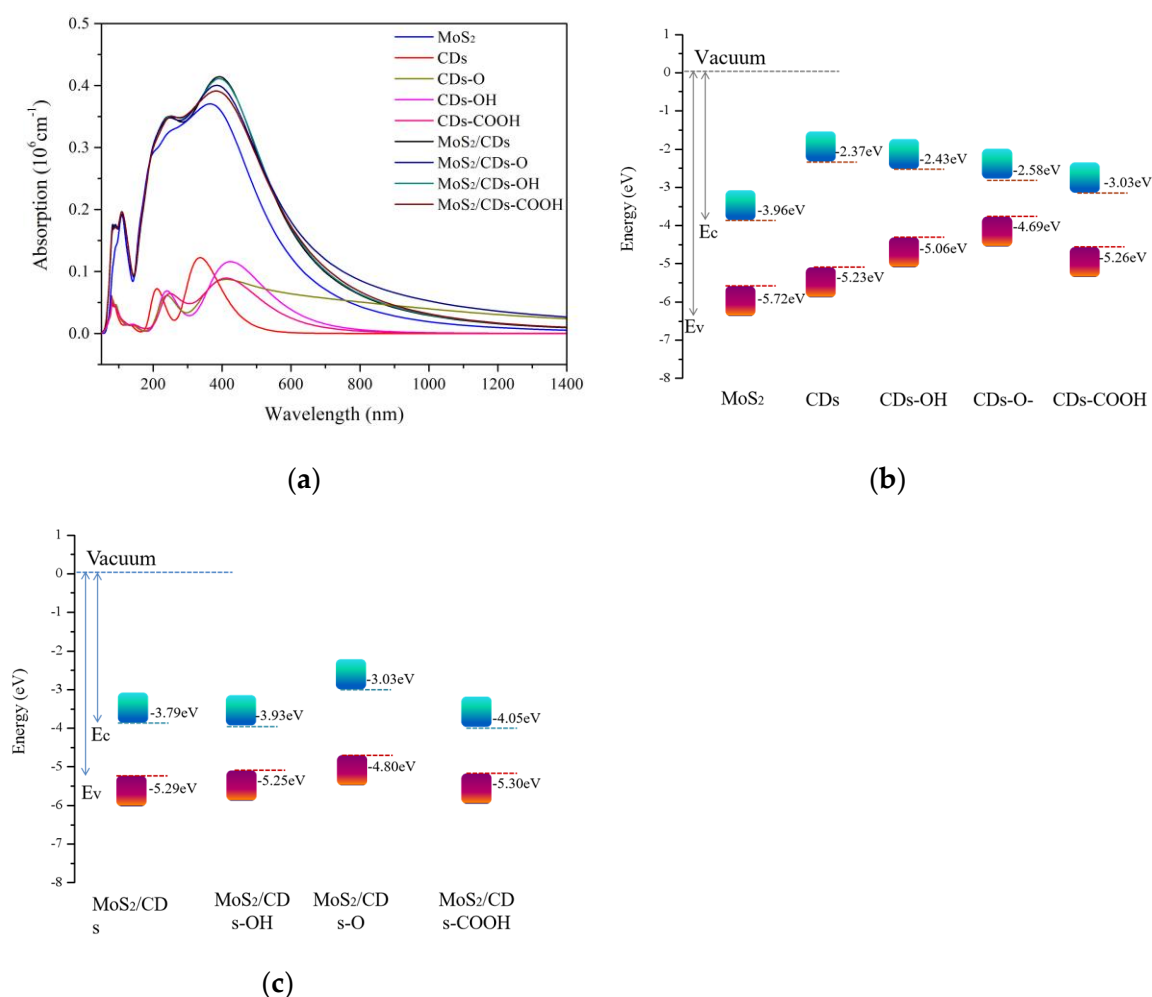 0.5
0.4
0.3
0.2
0.1
0.0
Absorption (10⁶cm⁻¹)
200 400 600 800 1000 1200 1400
Wavelength (nm)
MoS₂
CDs
CDs-O
CDs-OH
CDs-COOH
MoS₂/CDs
MoS₂/CDs-O
MoS₂/CDs-OH
MoS₂/CDs-COOH
(a)
1
0
-1
-2
-3
-4
-5
-6
-7
-8
Energy (eV)
Vacuum
Ec
Ev
-3.96eV
-5.72eV
-2.37eV
-5.23eV
-2.43eV
-5.06eV
-2.58eV
-4.69eV
-3.03eV
-5.26eV
MoS₂ CDs CDs-OH CDs-O- CDs-COOH
(b)
1
0
-1
-2
-3
-4
-5
-6
-7
-8
Energy (eV)
Vacuum
Ec
Ev
-3.79eV
-5.29eV
-3.93eV
-5.25eV
-3.03eV
-4.80eV
-4.05eV
-5.30eV
MoS₂/CD
s
MoS₂/CD
s-OH
MoS₂/CD
s-O
MoS₂/CD
s-COOH
(c)